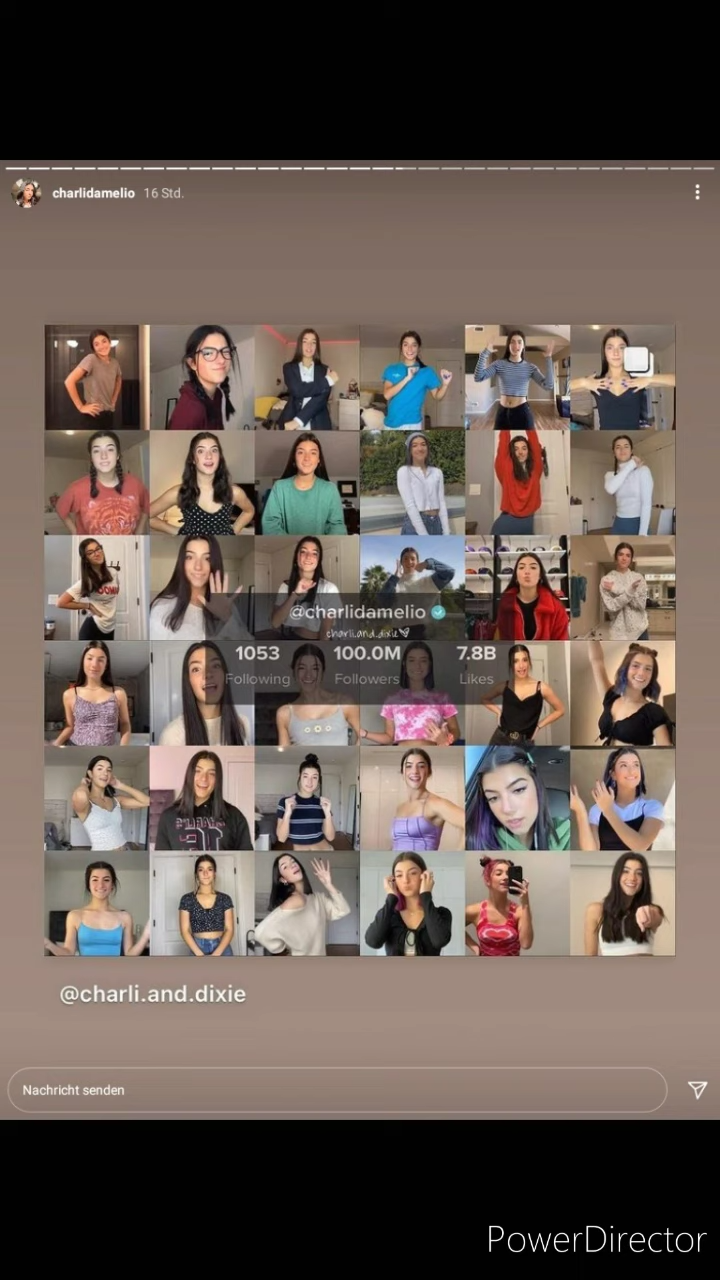 charlidamelio 16 Std.
@charlidamelio
charli.and.dixie
1053 100.0M 7.8B
Following Followers Likes
@charli.and.dixie
Nachricht senden
PowerDirector